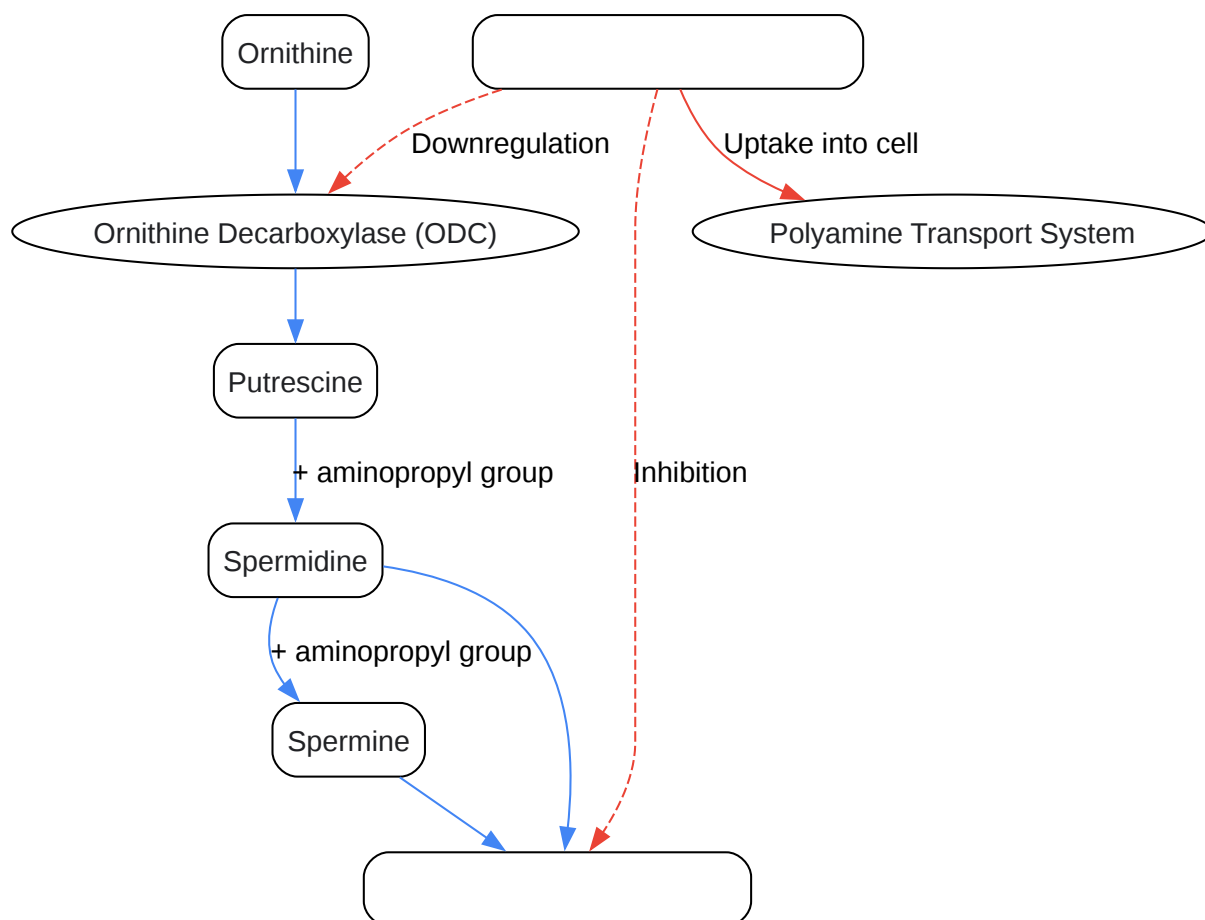 Ornithine
Downregulation
Uptake into cell
Ornithine Decarboxylase (ODC)
Polyamine Transport System
Putrescine
+ aminopropyl group
Inhibition
Spermidine
+ aminopropyl group
Spermine